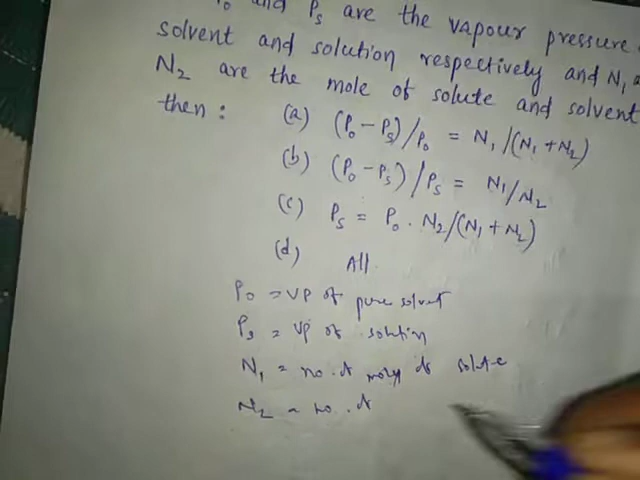 and Ps are the vapour pressure
solvent and solution respectively and N1
N2 are the mole of solute and solvent
then : (a) (P0 - Ps)/P0 = N1/(N1+N2)
(b) (P0 - Ps)/Ps = N1/N2
(c) Ps = P0 . N2/(N1 + N2)
(d) All
P0 = VP of pure solvent
Ps = VP of solution
N1 = no. of moles of solute
N2 = no. of